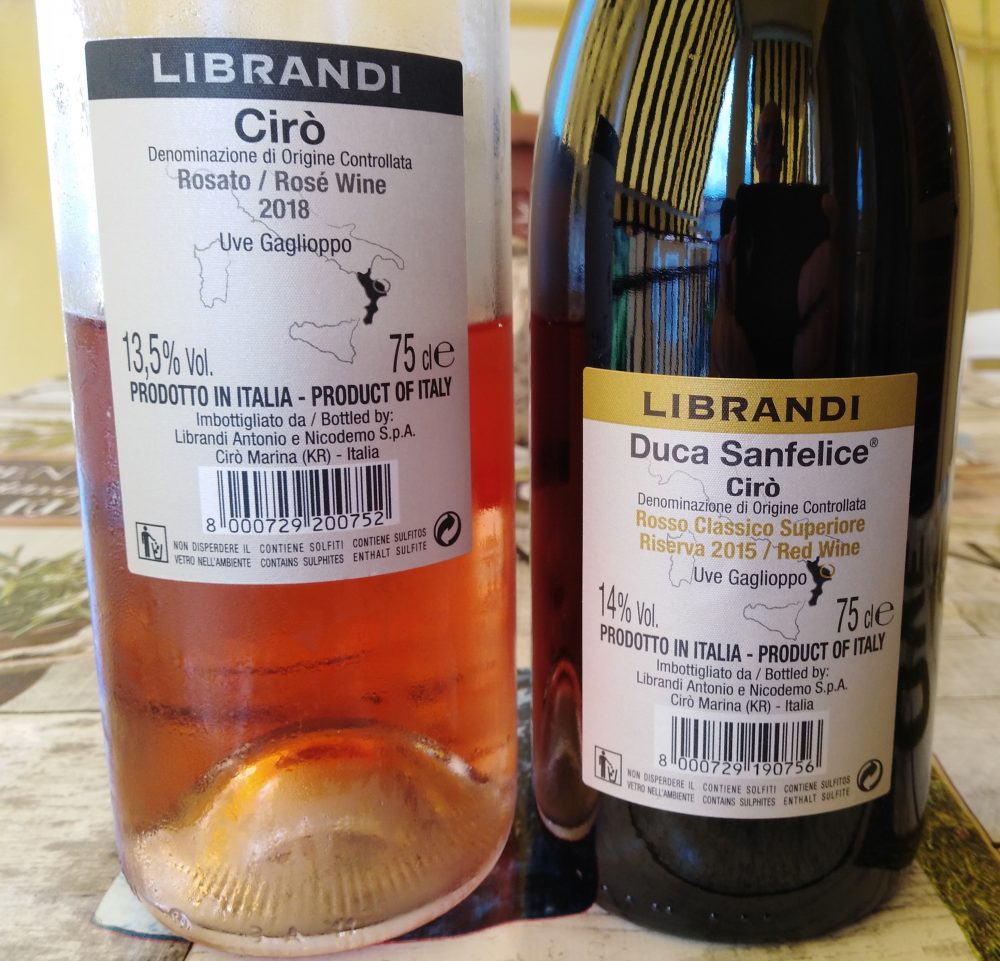 LIBRANDI
Cirò
Denominazione di Origine Controllata
Rosato / Rosé Wine
2018
Uve Gaglioppo
13,5% Vol. 75 cl e
PRODOTTO IN ITALIA - PRODUCT OF ITALY
Imbottigliato da / Bottled by:
Librandi Antonio e Nicodemo S.p.A.
Cirò Marina (KR) - Italia
8 000729 200752
NON DISPERDERE IL CONTIENE SOLFITI CONTIENE SULFITOS
VETRO NELL'AMBIENTE CONTAINS SULPHITES ENTHALT SULFITE
LIBRANDI
Duca Sanfelice®
Cirò
Denominazione di Origine Controllata
Rosso Classico Superiore
Riserva 2015 / Red Wine
Uve Gaglioppo
14% Vol. 75 cl e
PRODOTTO IN ITALIA - PRODUCT OF ITALY
Imbottigliato da / Bottled by:
Librandi Antonio e Nicodemo S.p.A.
Cirò Marina (KR) - Italia
8 000729 190756
NON DISPERDERE IL CONTIENE SOLFITI CONTIENE SULFITOS
VETRO NELL'AMBIENTE CONTAINS SULPHITES ENTHALT SULFITE